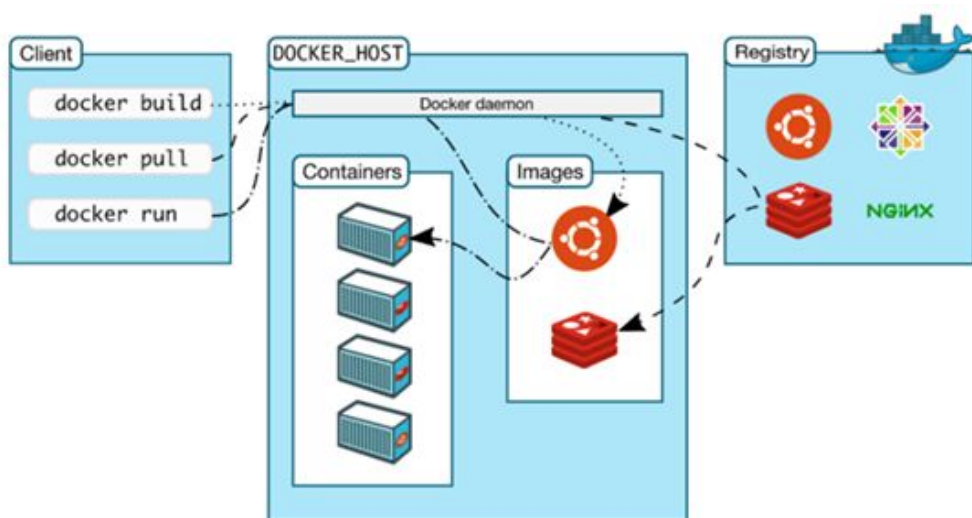 Client
docker build
docker pull
docker run
DOCKER_HOST
Docker daemon
Containers
Images
Registry
NGiNX